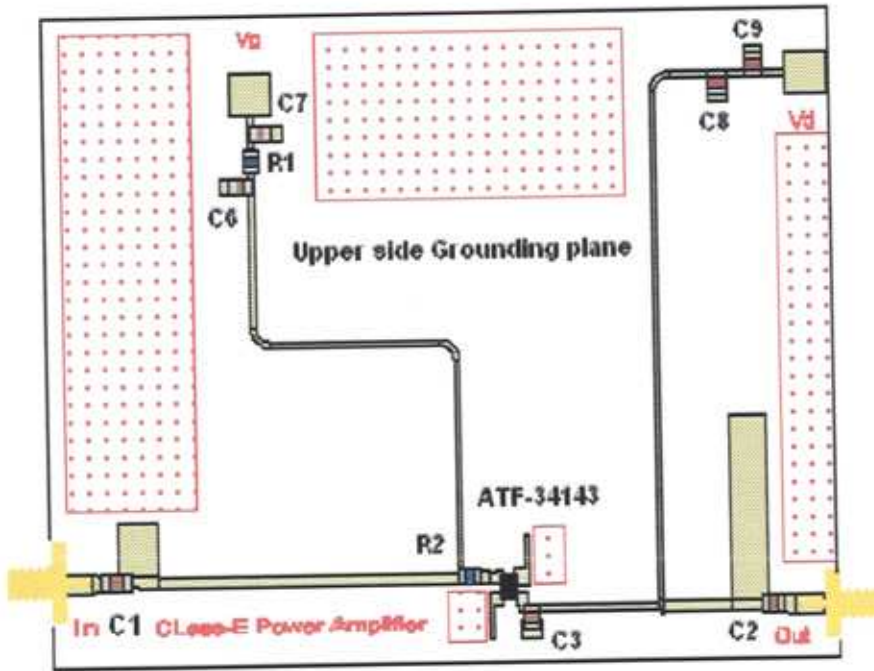 C9
Vg
C7
C8
Vd
R1
C6
Upper side Grounding plane
ATF-34143
R2
In C1 CLass-E Power Amplifier
C3
C2
Out